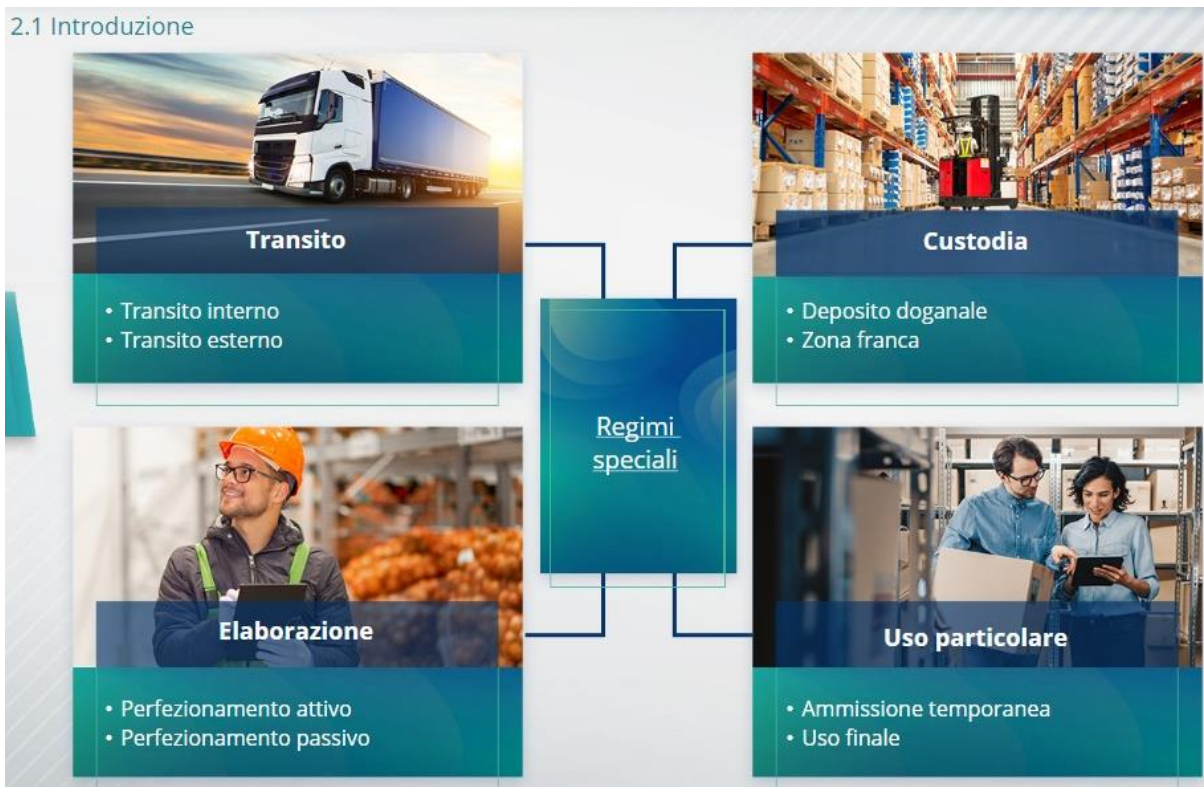 2.1 Introduzione
Transito
• Transito interno
• Transito esterno
Custodia
• Deposito doganale
• Zona franca
Regimi
speciali
Elaborazione
• Perfezionamento attivo
• Perfezionamento passivo
Uso particolare
• Ammissione temporanea
• Uso finale